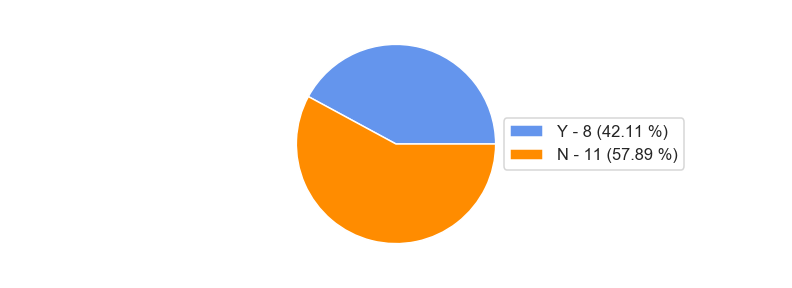 Y - 8 (42.11 %)
N - 11 (57.89 %)